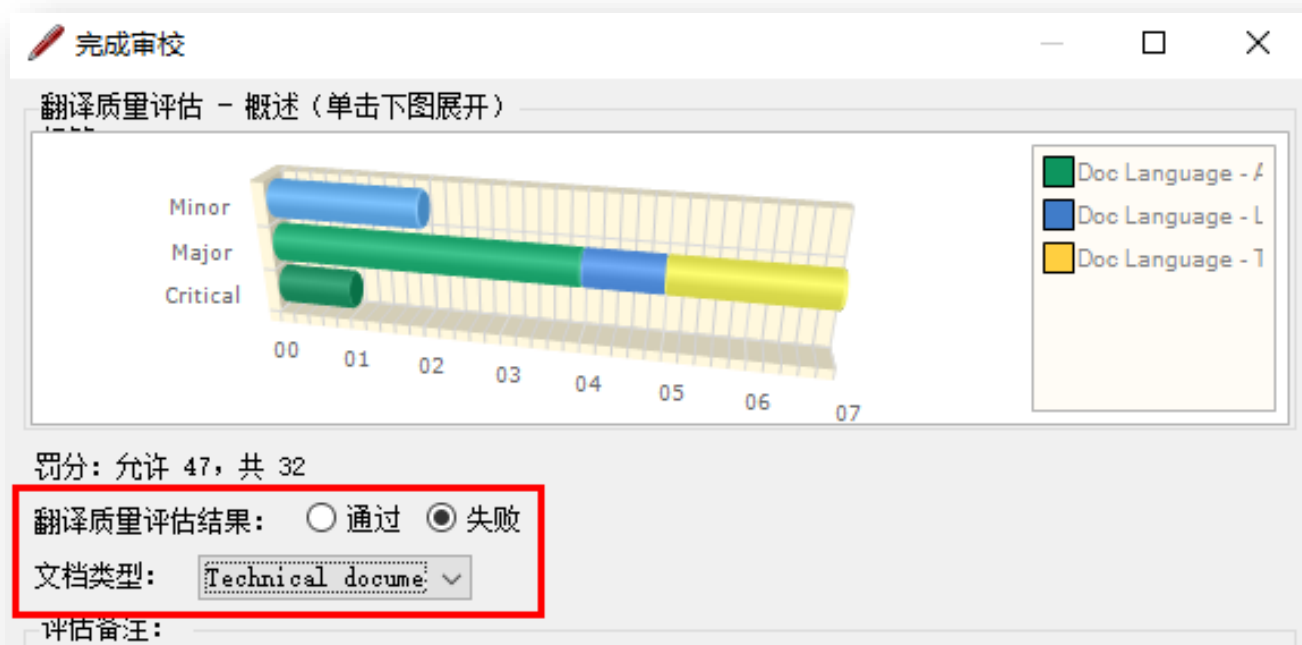 完成审校
翻译质量评估 - 概述（单击下图展开）
Minor
Major
Critical
00 01 02 03 04 05 06 07
Doc Language -
Doc Language - L
Doc Language -
罚分：允许 47，共 32
翻译质量评估结果： 通过 失败
文档类型： Technical docume
评估备注：